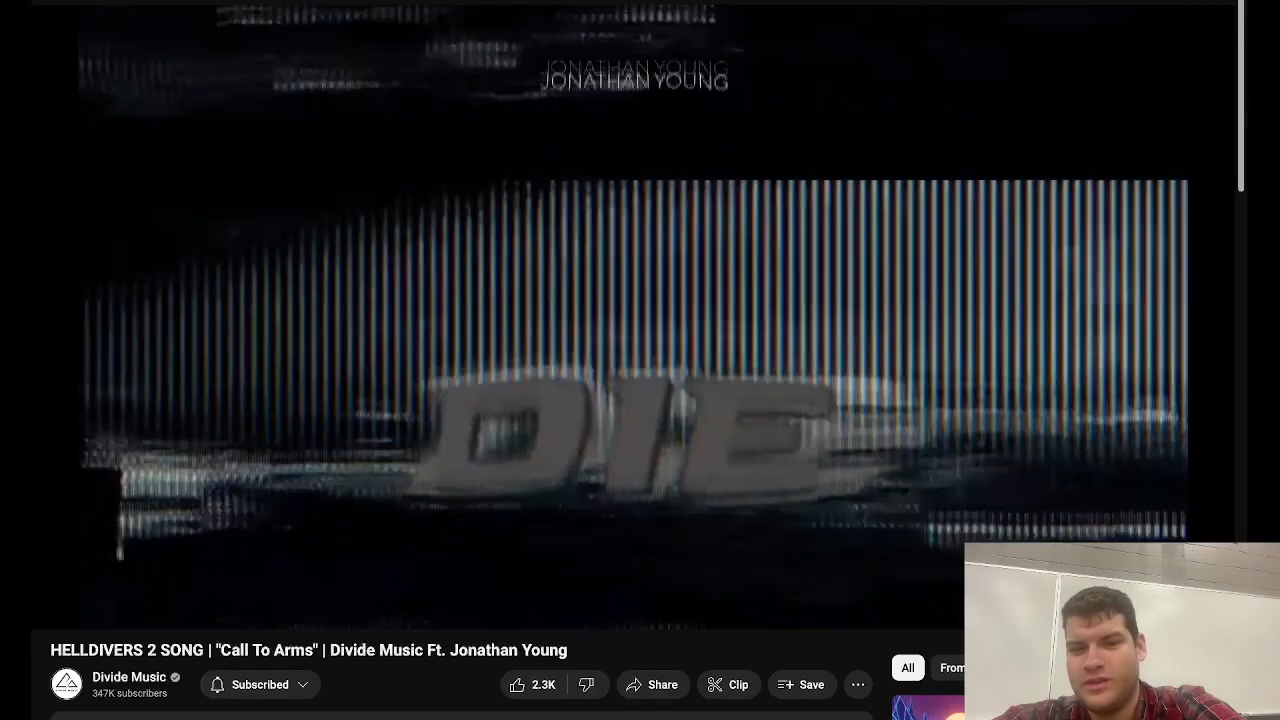 JONATHAN YOUNG
JONATHAN YOUNG
DIE
HELLDIVERS 2 SONG | "Call To Arms" | Divide Music Ft. Jonathan Young
Divide Music
347K subscribers
Subscribed
2.3K
Share
Clip
Save
All
From